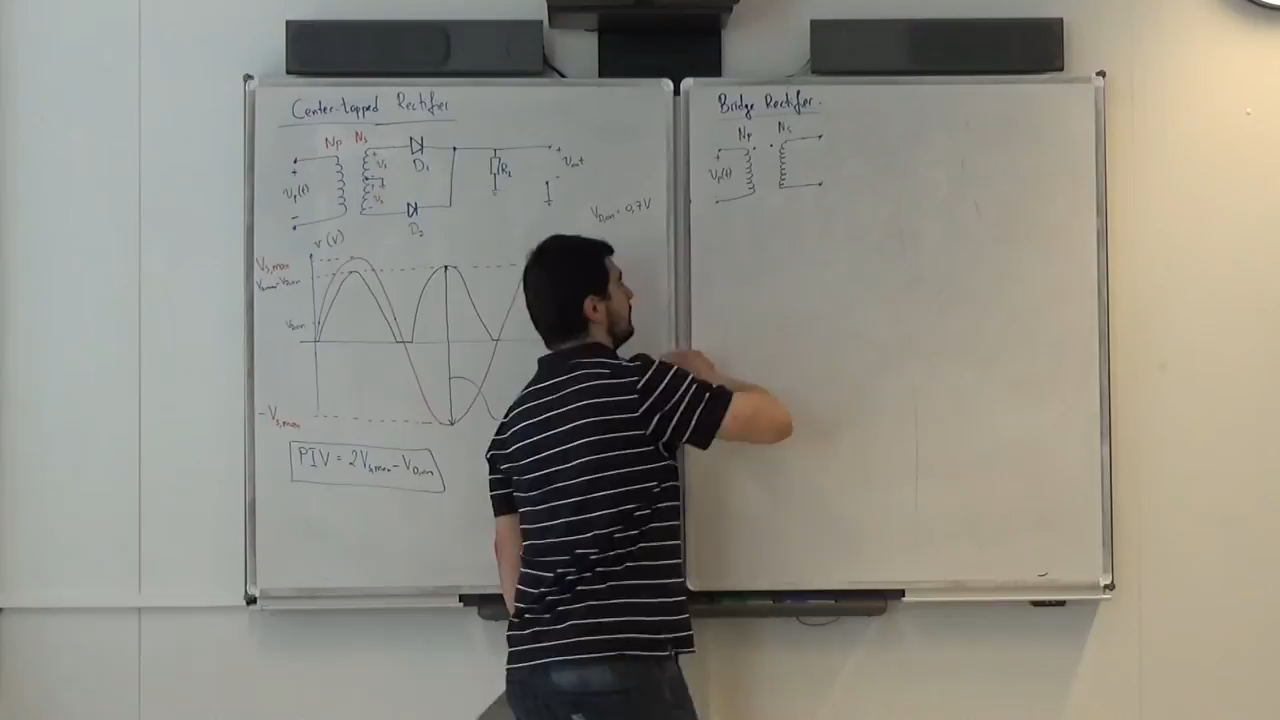 Center-tapped Rectifier
Np Ns
+
Vp(t)
-
+
Vs
+
Vs
-
D1
D2
RL
+
Vout
-
VD,on = 0,7V
v (V)
Vs,max
Vs,max-VD,on
VD,on
-Vs,max
PIV = 2Vs,max-VD,on
Bridge Rectifier.
Np Ns
+
Vp(t)
-